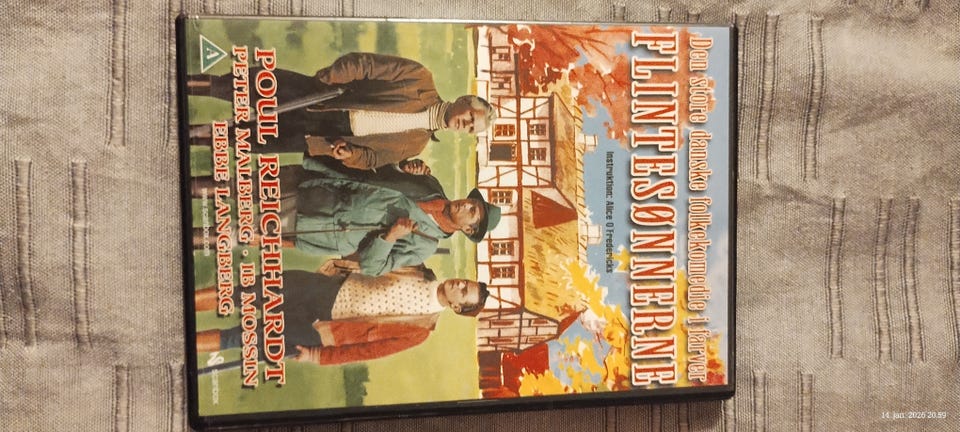 Den store danske folkekomedie i farver
FLINTESØNNERNE
Instruktion: Alice O Fredericks
POUL REICHHARDT
PETER MALBERG · IB MOSSIN
EBBE LANGBERG
A
14. jan. 2026 20.59